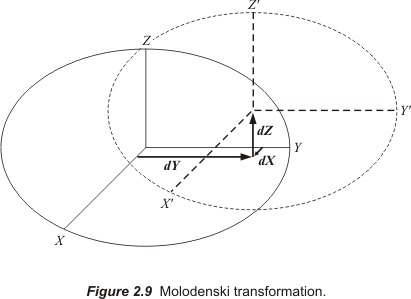 Z'
Z
Y'
dZ
Y
dY
dX
X'
X
Figure 2.9 Molodenski transformation.